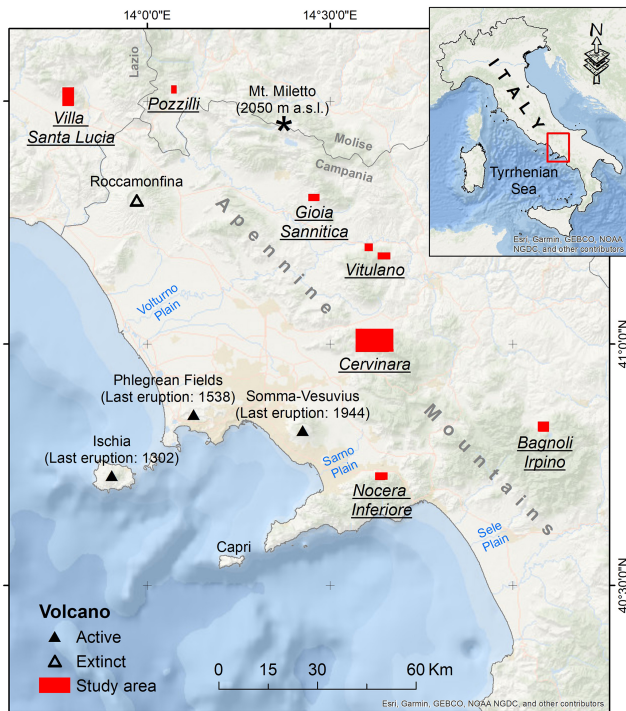 14°0'0"E
14°30'0"E
N
ITALY
Tyrrhenian
Sea
Esri, Garmin, GEBCO, NOAA
NGDC, and other contributors
Lazio
Pozzilli
Mt. Miletto
(2050 m a.s.l.)
*
Villa
Santa Lucia
Molise
Campania
Roccamonfina
Apennine
Gioia
Sannitica
Vitulano
Volturno
Plain
41°0'0"N
Cervinara
Phlegrean Fields
(Last eruption: 1538)
Somma-Vesuvius
(Last eruption: 1944)
Mountains
Ischia
(Last eruption: 1302)
Bagnoli
Irpino
Sarno
Plain
Nocera
Inferiore
Sele
Plain
Capri
40°30'0"N
Volcano
Active
Extinct
Study area
0 15 30 60 Km
Esri, Garmin, GEBCO, NOAA NGDC, and other contributors